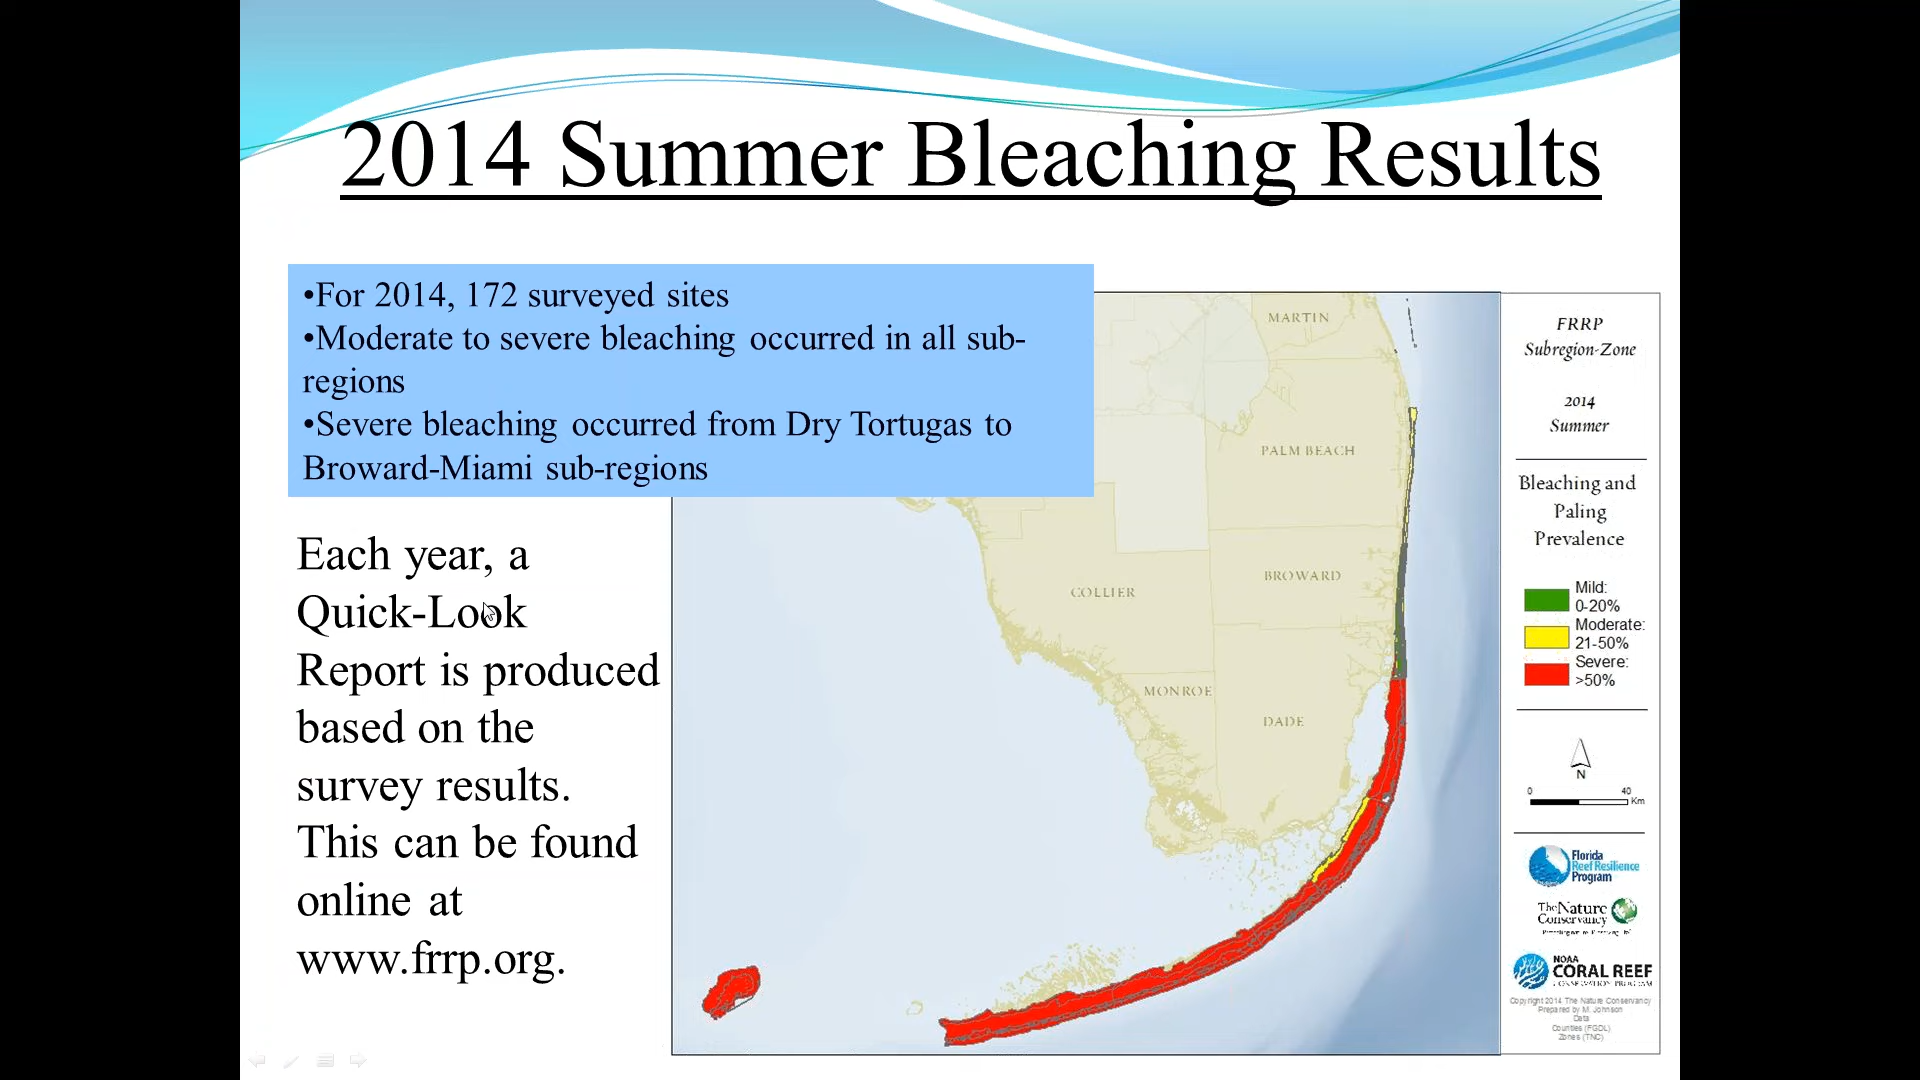 2014 Summer Bleaching Results
•For 2014, 172 surveyed sites
•Moderate to severe bleaching occurred in all sub-
regions
•Severe bleaching occurred from Dry Tortugas to
Broward-Miami sub-regions
Each year, a
Quick-Look
Report is produced
based on the
survey results.
This can be found
online at
www.frrp.org.
MARTIN
PALM BEACH
BROWARD
COLLIER
MONROE
DADE
FRRP
Subregion-Zone
2014
Summer
Bleaching and
Paling
Prevalence
Mild:
0-20%
Moderate:
21-50%
Severe:
>50%
N
0 40
Km
Florida
Reef Resilience
Program
The Nature
Conservancy
NOAA
CORAL REEF
CONSERVATION PROGRAM
Copyright 2014 The Nature Conservancy
Prepared by M. Johnson
Data
Counties (FGDL)
Zones (TNC)